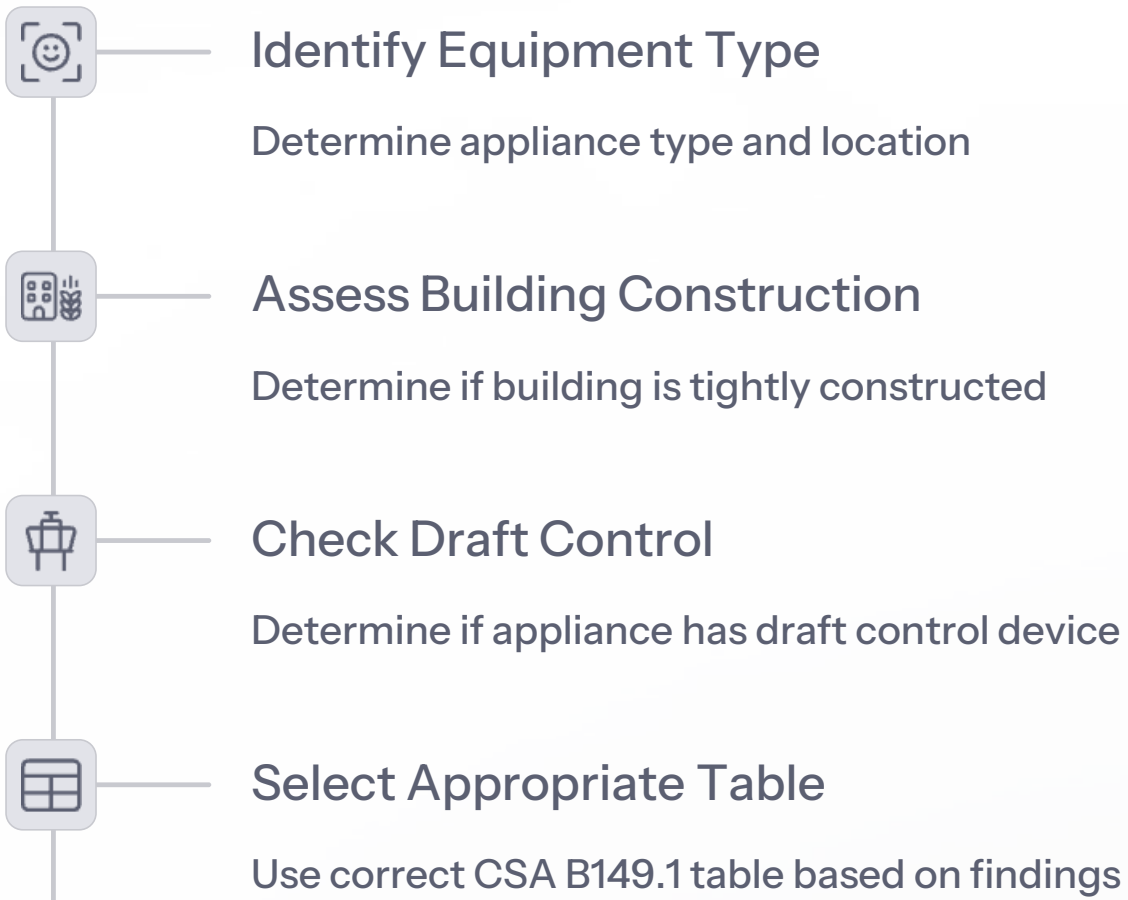 Identify Equipment Type
Determine appliance type and location
Assess Building Construction
Determine if building is tightly constructed
Check Draft Control
Determine if appliance has draft control device
Select Appropriate Table
Use correct CSA B149.1 table based on findings